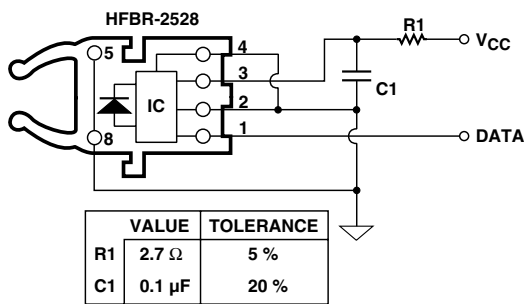 HFBR-2528
R1
VCC
5
4
3
C1
IC
2
8
1
DATA
VALUE TOLERANCE
R1 2.7 Ω 5 %
C1 0.1 µF 20 %